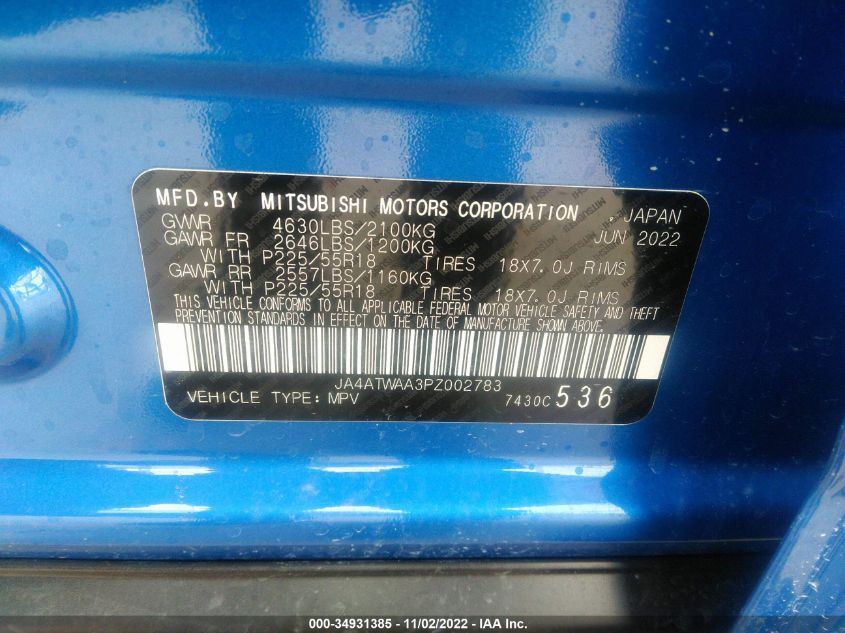 MFD.BY MITSUBISHI MOTORS CORPORATION , JAPAN
GVWR 4630LBS/2100KG JUN 2022
GAWR FR 2646LBS/1200KG
WITH P225/55R18 TIRES 18X7.0J RIMS
GAWR RR 2557LBS/1160KG
WITH P225/55R18 TIRES 18X7.0J RIMS
THIS VEHICLE CONFORMS TO ALL APPLICABLE FEDERAL MOTOR VEHICLE SAFETY AND THEFT
PREVENTION STANDARDS IN EFFECT ON THE DATE OF MANUFACTURE SHOWN ABOVE.
JA4ATWAA3PZ002783
VEHICLE TYPE: MPV 7430C 536
000-34931385 - 11/02/2022 - IAA Inc.